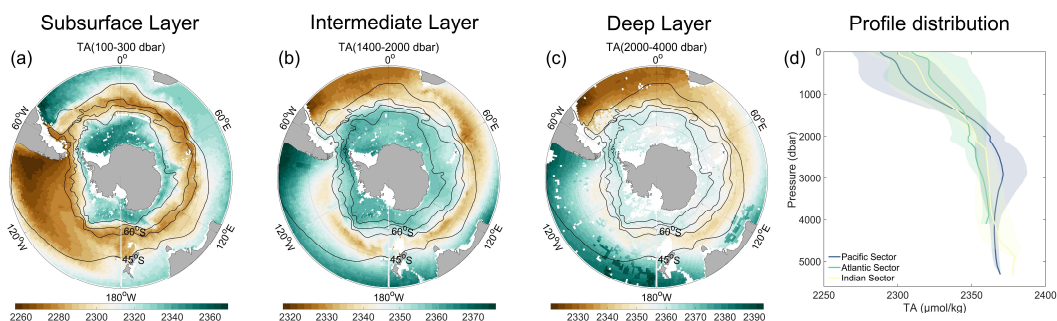 Subsurface Layer
Intermediate Layer
Deep Layer
Profile distribution
(a)
TA(100-300 dbar)
0°
60°W
60°E
120°W
120°E
66°S
45°S
180°W
2260 2280 2300 2320 2340 2360
(b)
TA(1400-2000 dbar)
0°
60°W
60°E
120°W
120°E
66°S
45°S
180°W
2320 2330 2340 2350 2360 2370
(c)
TA(2000-4000 dbar)
0°
60°W
60°E
120°W
120°E
66°S
45°S
180°W
2330 2340 2350 2360 2370 2380 2390
(d)
0
1000
2000
3000
4000
5000
Pressure (dbar)
Pacific Sector
Atlantic Sector
Indian Sector
2250 2300 2350 2400
TA (μmol/kg)